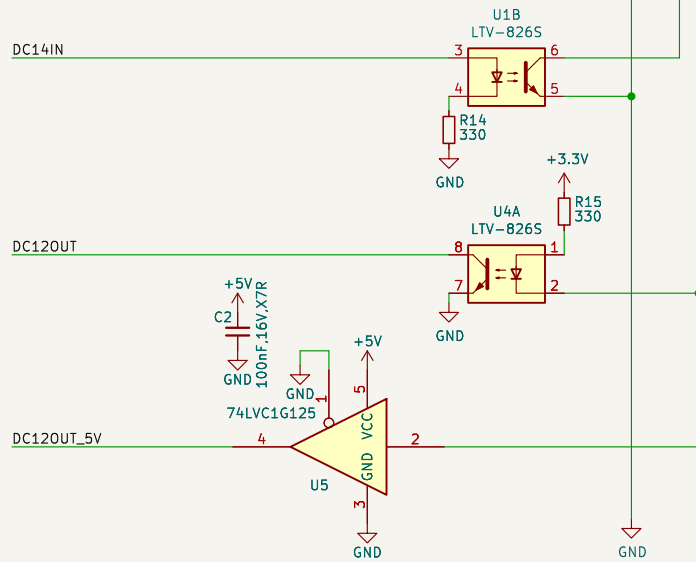 U1B
LTV-826S
DC14IN
3
6
4
5
R14
330
GND
+3.3V
R15
330
U4A
LTV-826S
DC12OUT
8
1
7
2
GND
+5V
C2
100nF,16V,X7R
GND
+5V
GND
1
5
74LVC1G125
VCC
DC12OUT_5V
4
2
GND
U5
3
GND
GND